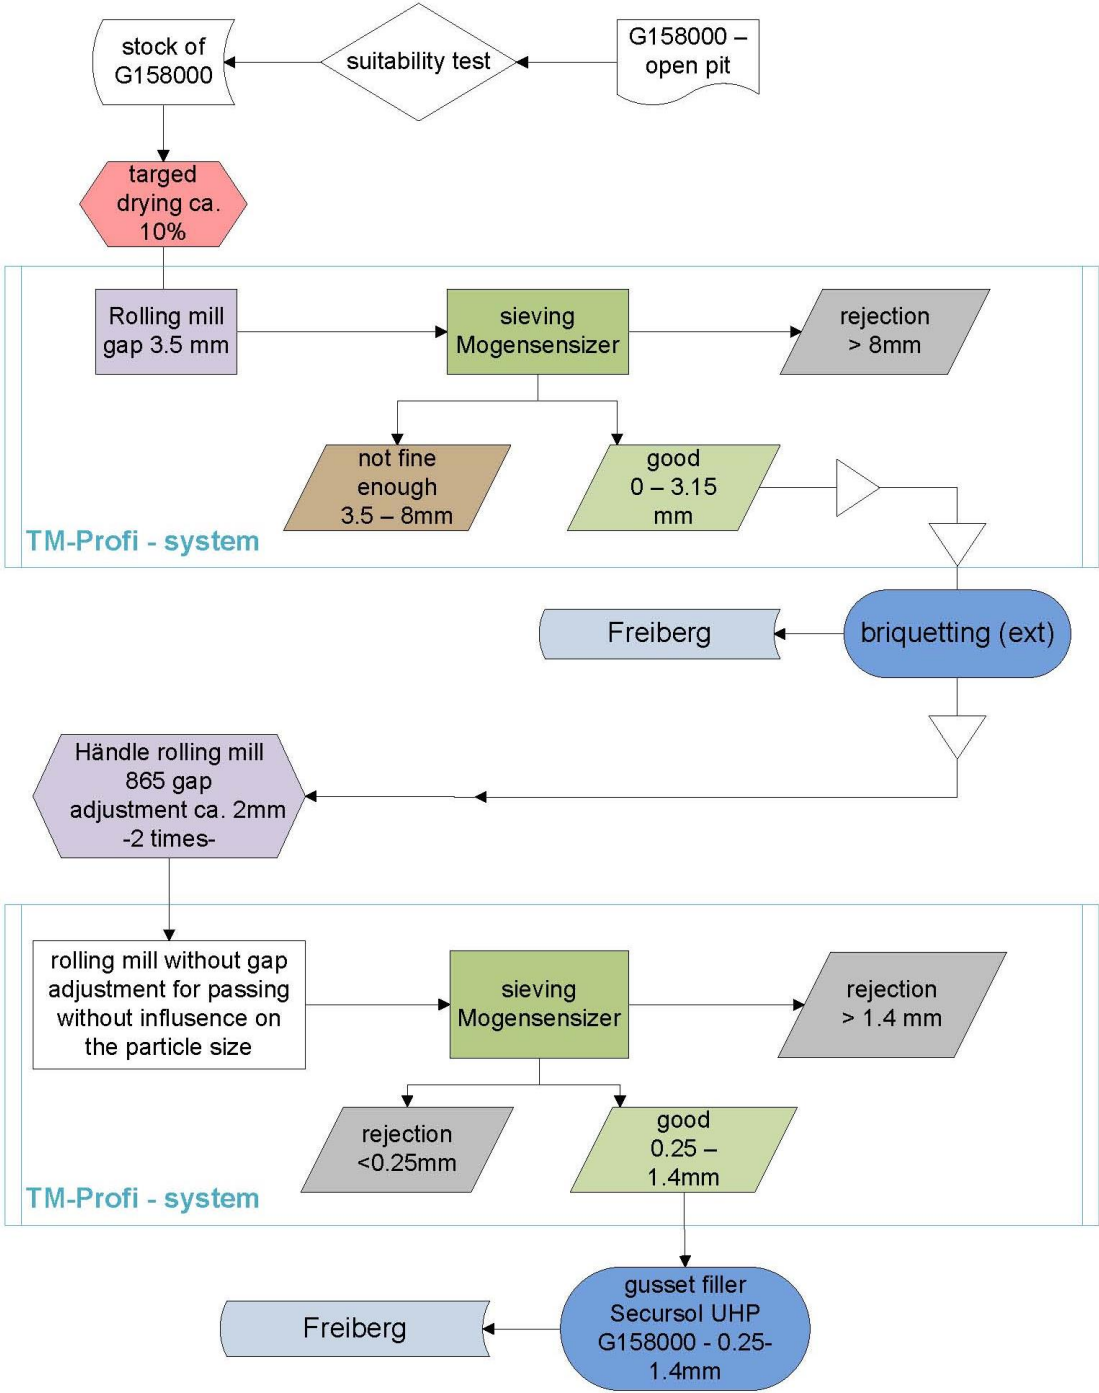 stock of
G158000
suitability test
G158000 –
open pit
targed
drying ca.
10%
Rolling mill
gap 3.5 mm
sieving
Mogensensizer
rejection
> 8mm
not fine
enough
3.5 – 8mm
good
0 – 3.15
mm
TM-Profi - system
Freiberg
briquetting (ext)
Händle rolling mill
865 gap
adjustment ca. 2mm
-2 times-
rolling mill without gap
adjustment for passing
without influsence on
the particle size
sieving
Mogensensizer
rejection
> 1.4 mm
rejection
<0.25mm
good
0.25 –
1.4mm
TM-Profi - system
Freiberg
gusset filler
Secursol UHP
G158000 - 0.25-
1.4mm